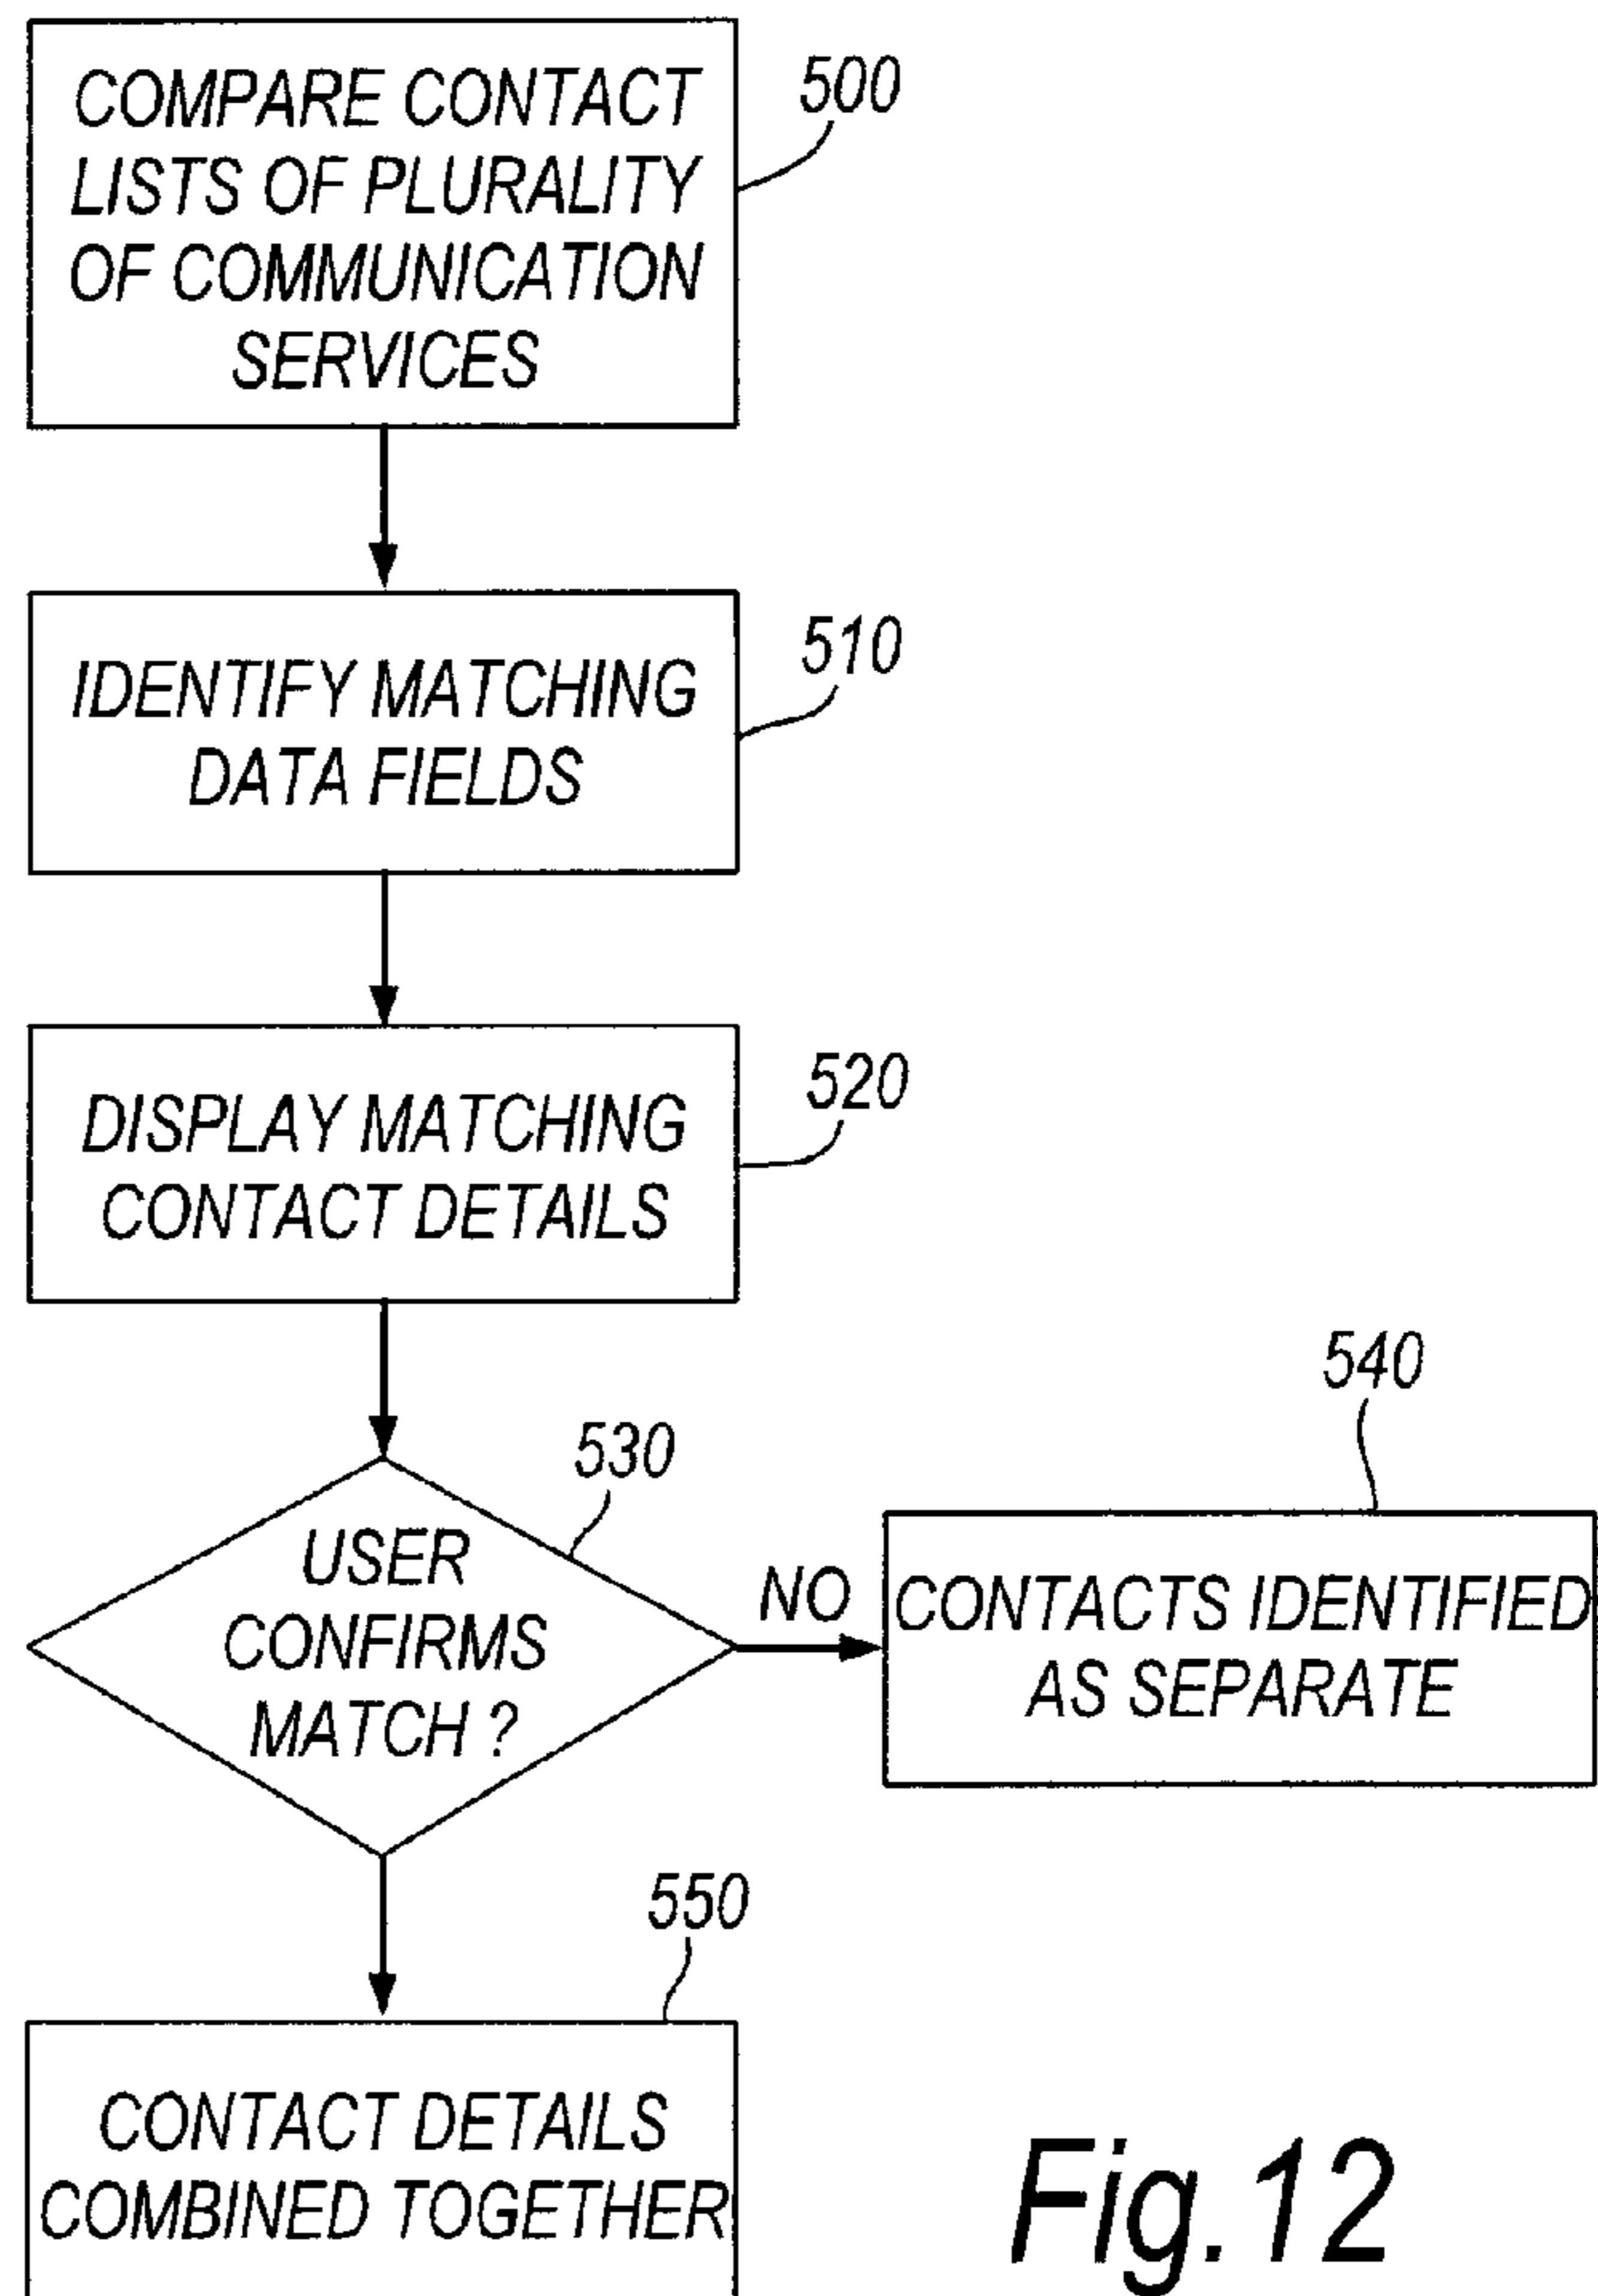 COMPARE CONTACT
LISTS OF PLURALITY
OF COMMUNICATION
SERVICES
500
IDENTIFY MATCHING
DATA FIELDS
510
DISPLAY MATCHING
CONTACT DETAILS
520
USER
CONFIRMS
MATCH ?
530
NO
CONTACTS IDENTIFIED
AS SEPARATE
540
CONTACT DETAILS
COMBINED TOGETHER
550
Fig.12